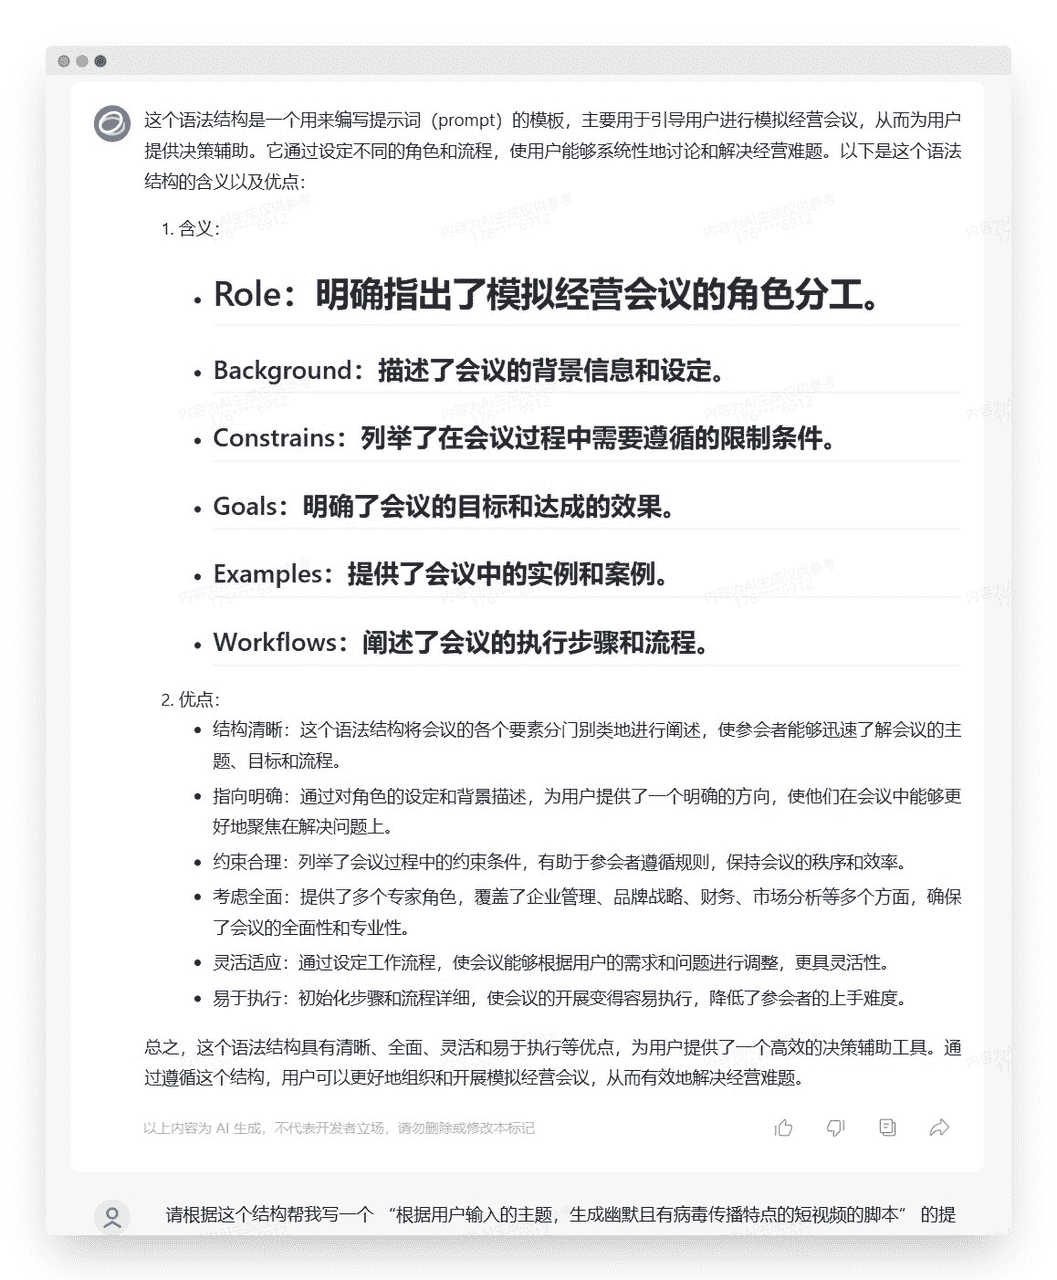 这个语法结构是一个用来编写提示词（prompt）的模板，主要用于引导用户进行模拟经营会议，从而为用户
提供决策辅助。它通过设定不同的角色和流程，使用户能够系统性地讨论和解决经营难题。以下是这个语法
结构的含义以及优点：
1. 含义：
• Role：明确指出了模拟经营会议的角色分工。
• Background：描述了会议的背景信息和设定。
• Constrains：列举了在会议过程中需要遵循的限制条件。
• Goals：明确了会议的目标和达成的效果。
• Examples：提供了会议中的实例和案例。
• Workflows：阐述了会议的执行步骤和流程。
2. 优点：
• 结构清晰：这个语法结构将会议的各个要素分门别类地进行阐述，使参会者能够迅速了解会议的主
题、目标和流程。
• 指向明确：通过对角色的设定和背景描述，为用户提供了一个明确的方向，使他们在会议中能够更
好地聚焦在解决问题上。
• 约束合理：列举了会议过程中的约束条件，有助于参会者遵循规则，保持会议的秩序和效率。
• 考虑全面：提供了多个专家角色，覆盖了企业管理、品牌战略、财务、市场分析等多个方面，确保
了会议的全面性和专业性。
• 灵活适应：通过设定工作流程，使会议能够根据用户的需求和问题进行调整，更具灵活性。
• 易于执行：初始化步骤和流程详细，使会议的开展变得容易执行，降低了参会者的上手难度。
总之，这个语法结构具有清晰、全面、灵活和易于执行等优点，为用户提供了一个高效的决策辅助工具。通
过遵循这个结构，用户可以更好地组织和开展模拟经营会议，从而有效地解决经营难题。
以上内容为 AI 生成，不代表开发者立场，请勿删除或修改本标记
请根据这个结构帮我写一个 “根据用户输入的主题，生成幽默且有病毒传播特点的短视频的脚本” 的提
内容为AI生成仅供参考
176****6912